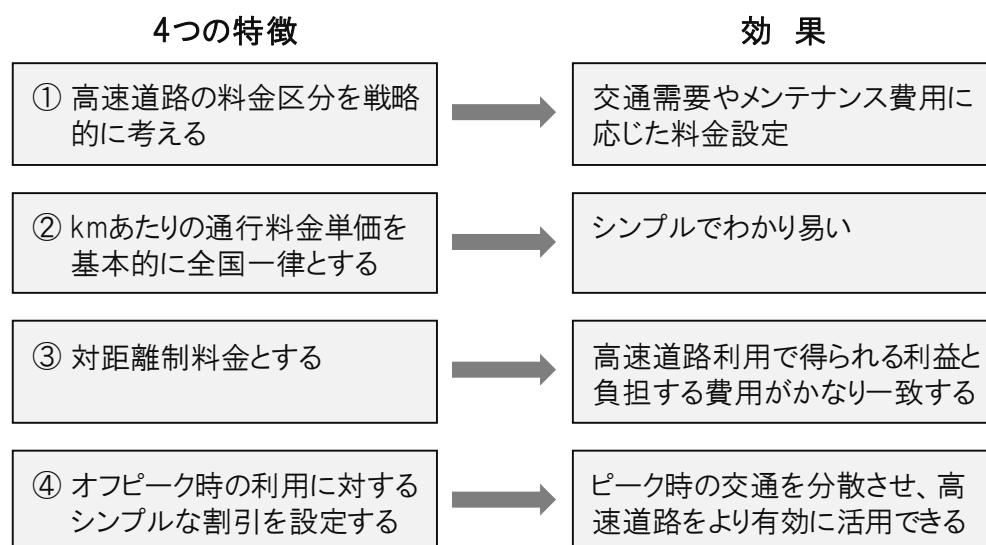 4つの特徴
効 果
① 高速道路の料金区分を戦略
的に考える
交通需要やメンテナンス費用に
応じた料金設定
② kmあたりの通行料金単価を
基本的に全国一律とする
シンプルでわかり易い
③ 対距離制料金とする
高速道路利用で得られる利益と
負担する費用がかなり一致する
④ オフピーク時の利用に対する
シンプルな割引を設定する
ピーク時の交通を分散させ、高
速道路をより有効に活用できる